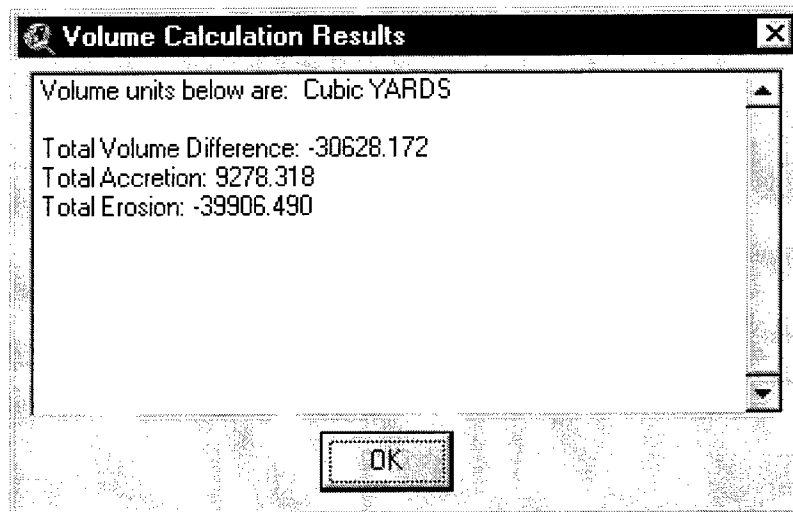 Volume Calculation Results
Volume units below are: Cubic YARDS
Total Volume Difference: -30628.172
Total Accretion: 9278.318
Total Erosion: -39906.490
OK